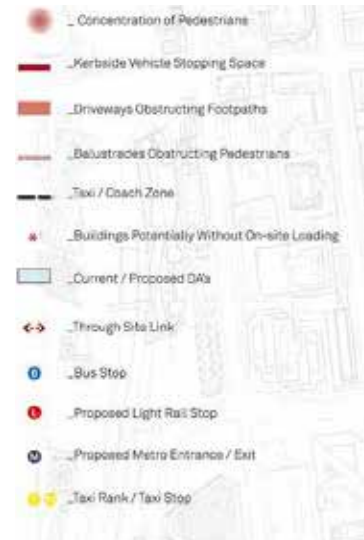 _ Concentration of Pedestrians
_Kerbside Vehicle Stopping Space
_Driveways Obstructing Footpaths
_Balustrades Obstructing Pedestrians
_Taxi / Coach Zone
_Buildings Potentially Without On-site Loading
_Current / Proposed DA's
_Through Site Link
B _Bus Stop
L _Proposed Light Rail Stop
M _Proposed Metro Entrance / Exit
_Taxi Rank / Taxi Stop